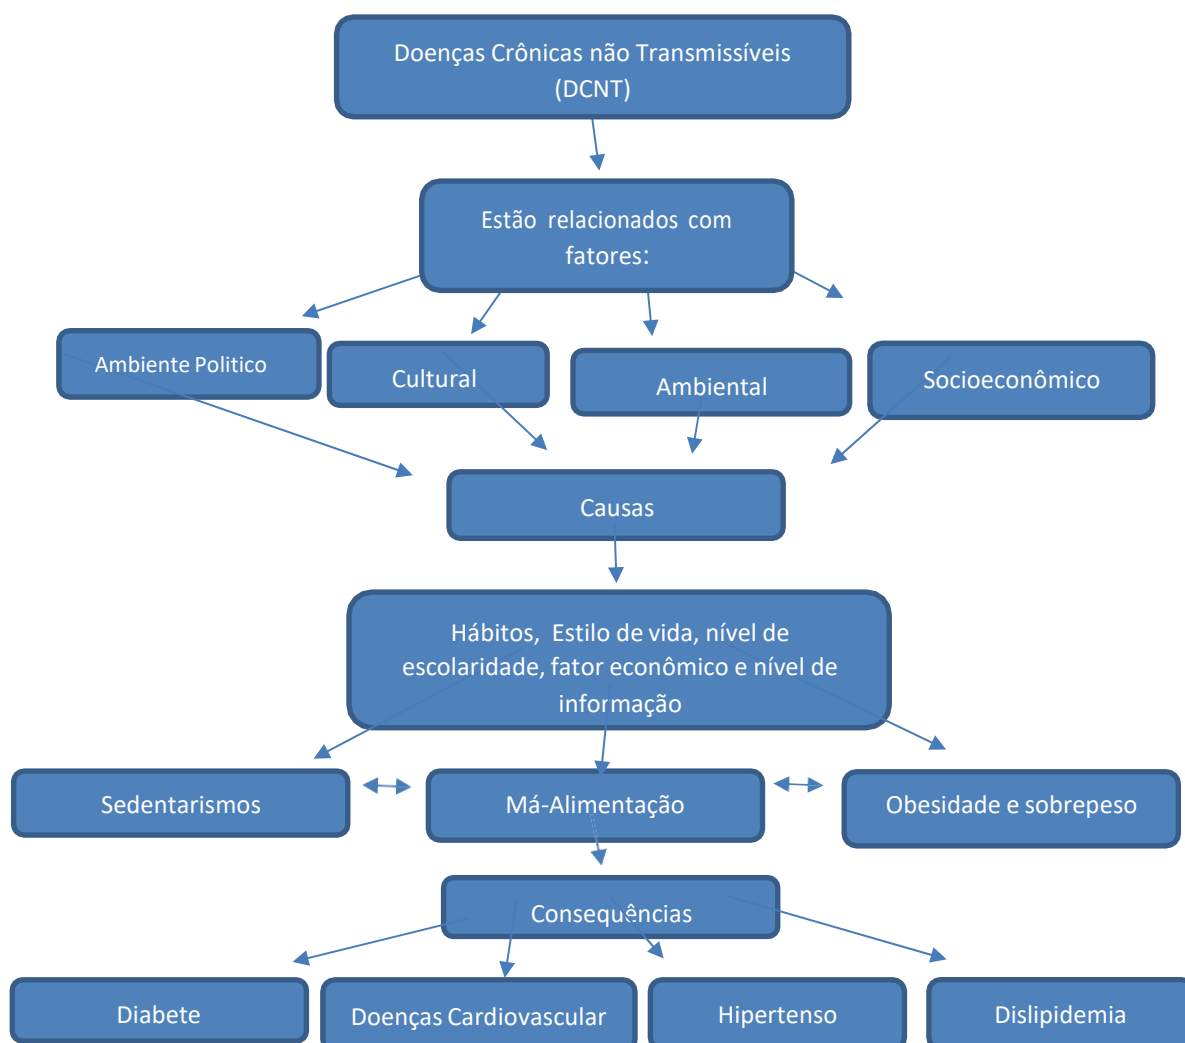 Doenças Crônicas não Transmissíveis
(DCNT)
Estão relacionados com
fatores:
Ambiente Politico
Cultural
Ambiental
Socioeconômico
Causas
Hábitos, Estilo de vida, nível de
escolaridade, fator econômico e nível de
informação
Sedentarismos
Má-Alimentação
Obesidade e sobrepeso
Consequências
Diabete
Doenças Cardiovascular
Hipertenso
Dislipidemia